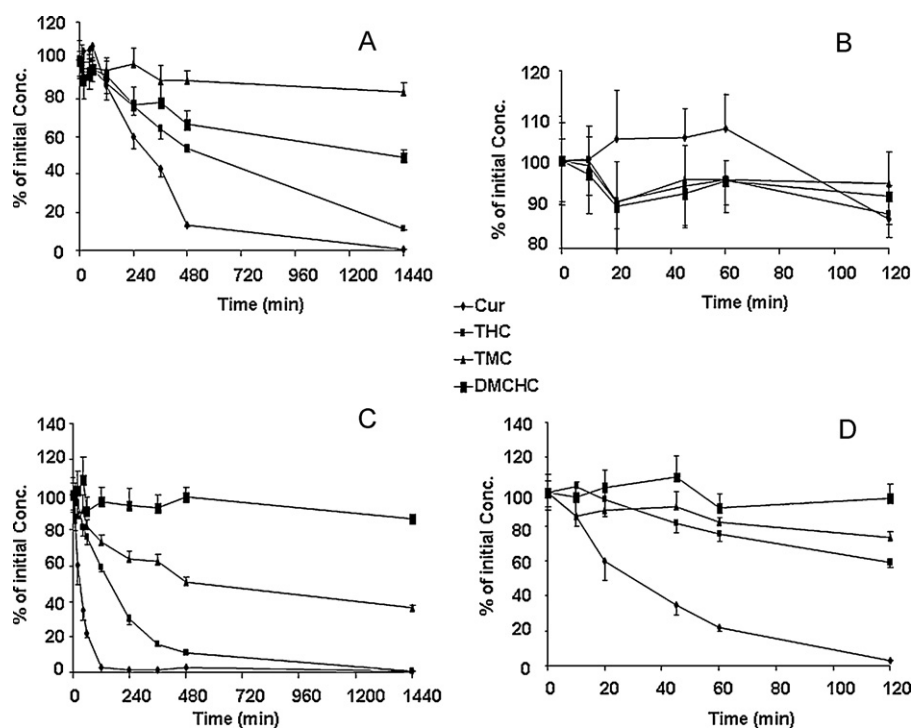 A
% of initial Conc.
120
100
80
60
40
20
0
0 240 480 720 960 1200 1440
Time (min)
B
% of initial Conc.
120
110
100
90
80
0 20 40 60 80 100 120
Time (min)
Cur
THC
TMC
DMCHC
C
% of initial Conc.
140
120
100
80
60
40
20
0
0 240 480 720 960 1200 1440
Time (min)
D
% of initial Conc.
140
120
100
80
60
40
20
0
0 20 40 60 80 100 120
Time (min)